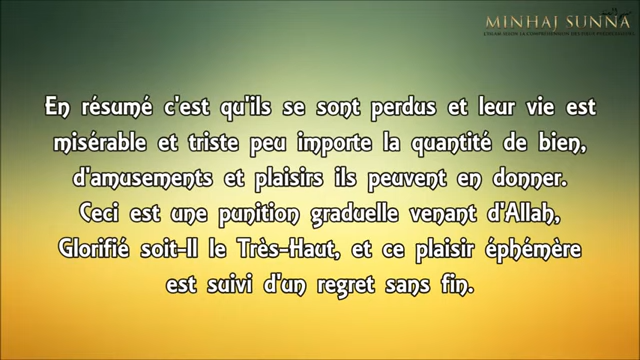 MINHAJ SUNNA
En résumé c'est qu'ils se sont perdus et leur vie est
misérable et triste peu importe la quantité de bien,
d'amusements et plaisirs ils peuvent en donner.
Ceci est une punition graduelle venant d'Allah,
Glorifié soit-Il le Très-Haut, et ce plaisir éphémère
est suivi d'un regret sans fin.